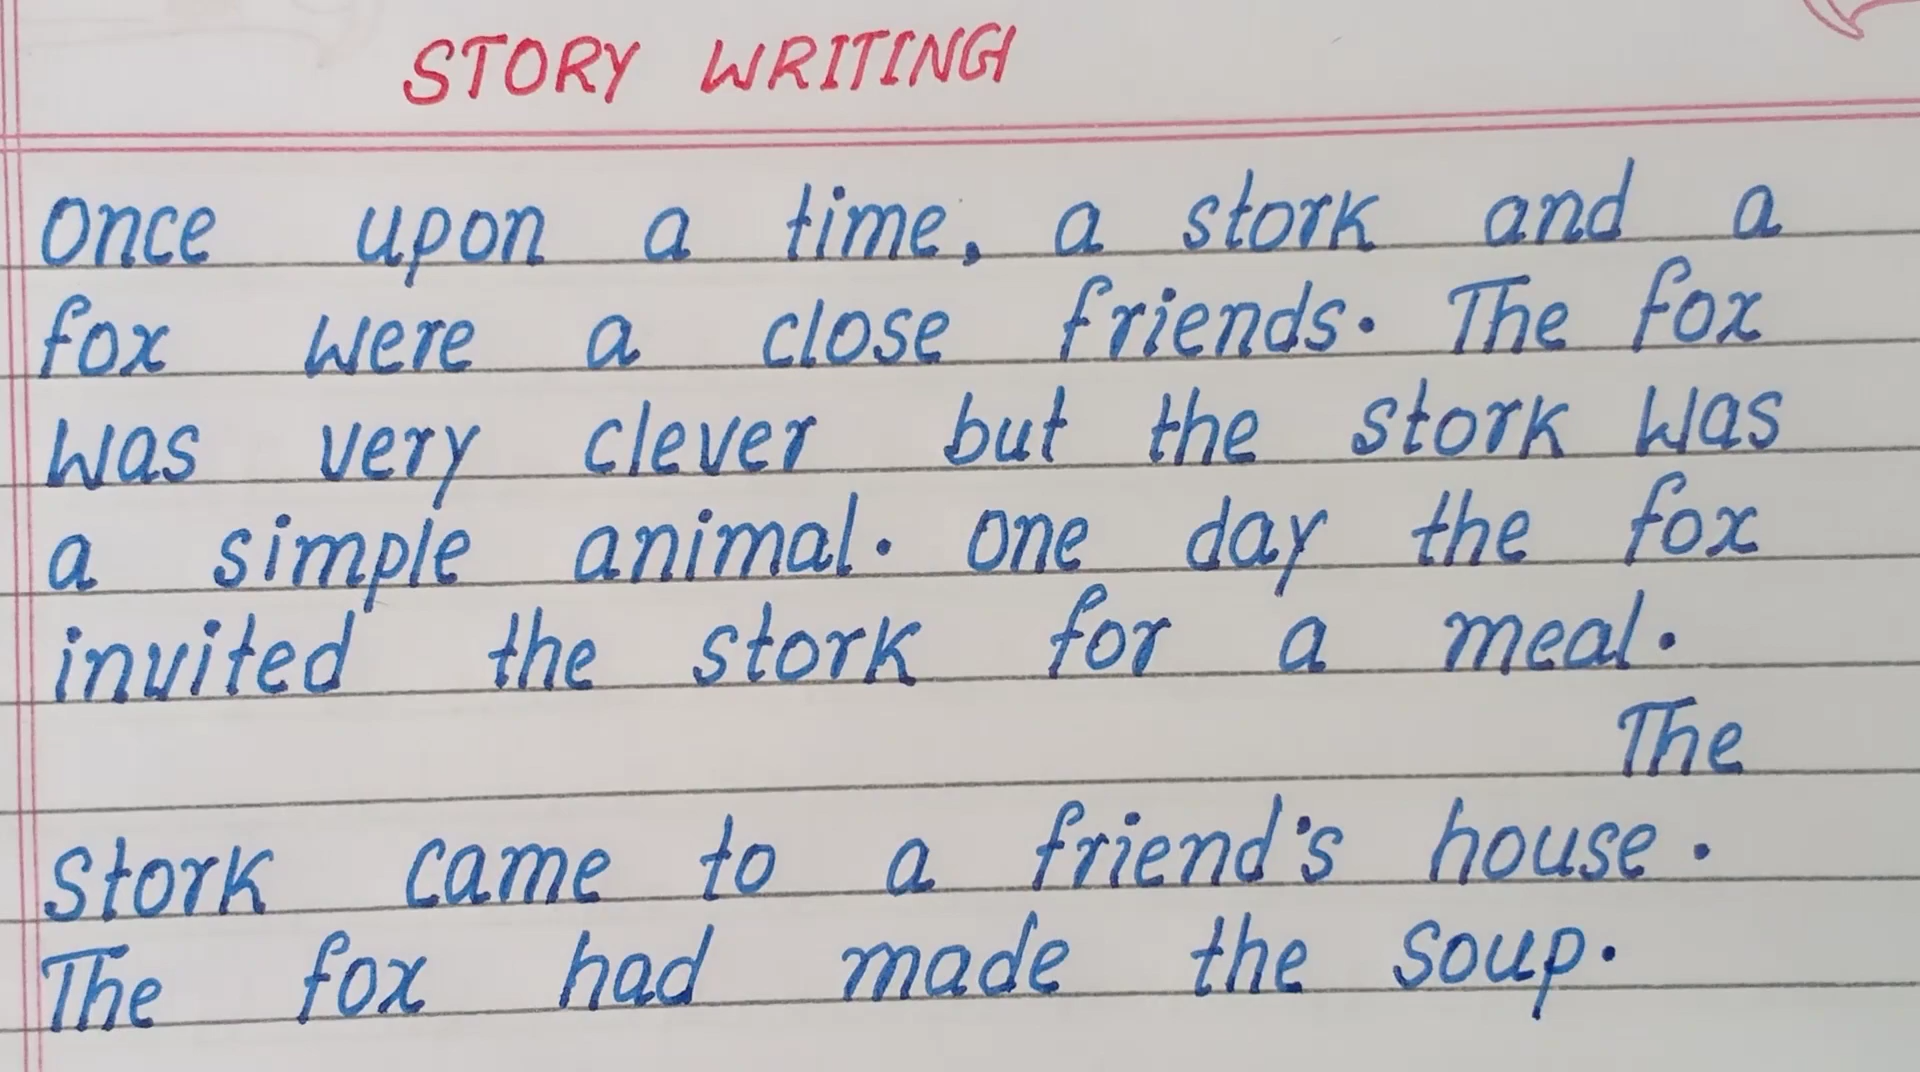 STORY WRITING
Once upon a time, a stork and a
fox were a close friends. The fox
was very clever but the stork was
a simple animal. One day the fox
invited the stork for a meal.
The
stork came to a friend's house.
The fox had made the soup.